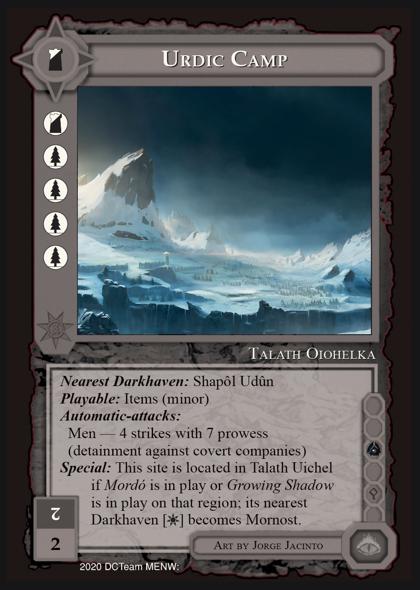 Urdic Camp
Talath Oiohelka
Nearest Darkhaven: Shapôl Udûn
Playable: Items (minor)
Automatic-attacks:
Men — 4 strikes with 7 prowess
(detainment against covert companies)
Special: This site is located in Talath Uichel
if Mordó is in play or Growing Shadow
is in play on that region; its nearest
Darkhaven [☀] becomes Mornost.
2
2
Art by Jorge Jacinto
2020 DCTeam MENW: